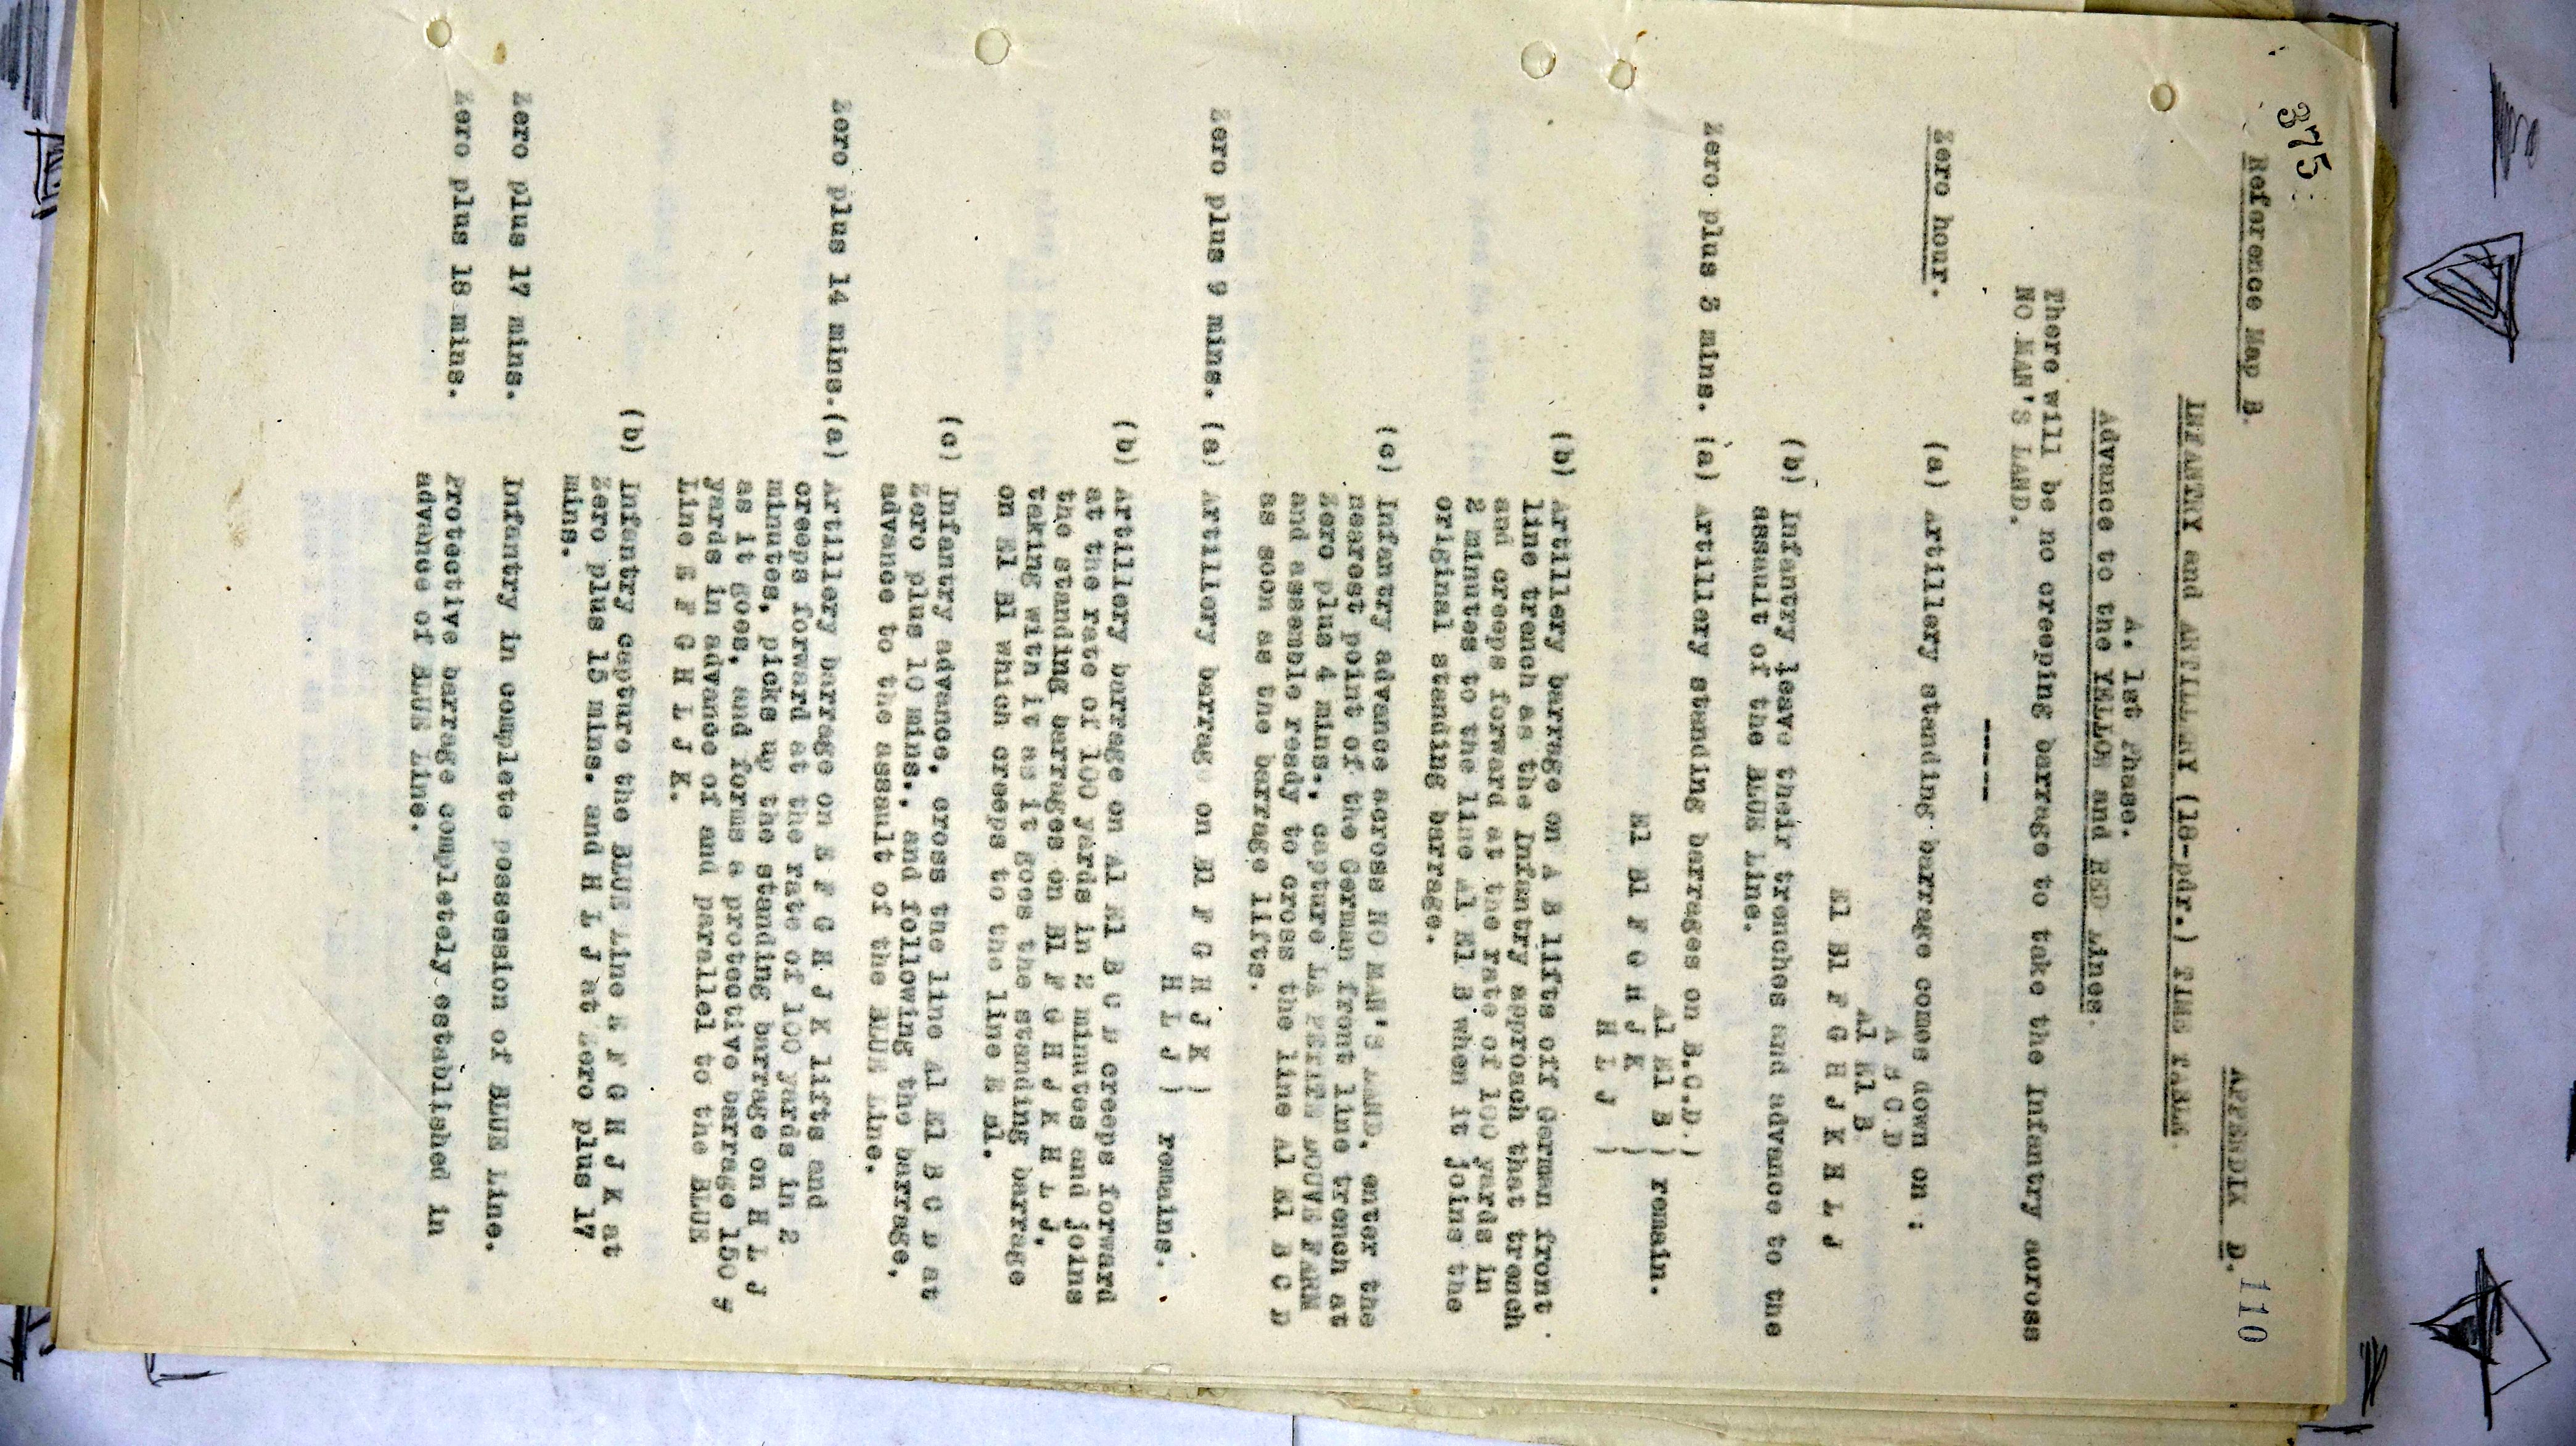 375
110
Reference Map B.
APPENDIX D.
INFANTRY and ARTILLERY (18-pdr.) TIME TABLE.
A. 1st Phase.
Advance to the YELLOW and RED Lines.
There will be no creeping barrage to take the Infantry across
NO MAN'S LAND.
-----
Zero hour. (a) Artillery standing barrage comes down on :
A B C D
A1 E1 B
E1 B1 F G H J K H L J
(b) Infantry leave their trenches and advance to the
assault of the BLUE Line.
Zero plus 3 mins. (a) Artillery standing barrages on B.C.D.)
A1 E1 B )
E1 B1 F G H J K ) remain.
H L J )
(b) Artillery barrage on A B lifts off German front
line trench as the Infantry approach that trench
and creeps forward at the rate of 100 yards in
2 minutes to the line A1 E1 B when it joins the
original standing barrage.
(c) Infantry advance across NO MAN'S LAND, enter the
nearest point of the German front line trench at
Zero plus 4 mins., capture LA PETITE DOUVE FARM
and assemble ready to cross the line A1 E1 B C D
as soon as the barrage lifts.
Zero plus 9 mins. (a) Artillery barrage on B1 F G H J K )
H L J ) remains.
(b) Artillery barrage on A1 E1 B C D creeps forward
at the rate of 100 yards in 2 minutes and joins
the standing barrages on B1 F G H J K H L J,
taking with it as it goes the standing barrage
on E1 B1 which creeps to the line E B1.
(c) Infantry advance, cross the line A1 E1 B C D at
Zero plus 10 mins., and following the barrage,
advance to the assault of the BLUE Line.
Zero plus 14 mins. (a) Artillery barrage on E F G H J K lifts and
creeps forward at the rate of 100 yards in 2
minutes, picks up the standing barrage on H L J
as it goes, and forms a protective barrage 150
yards in advance of and parallel to the BLUE
Line E F G H L J K.
(b) Infantry capture the BLUE Line E F G H J K at
Zero plus 15 mins. and H L J at Zero plus 17
mins.
Zero plus 17 mins. Infantry in complete possession of BLUE Line.
Zero plus 18 mins. Protective barrage completely established in
advance of BLUE Line.